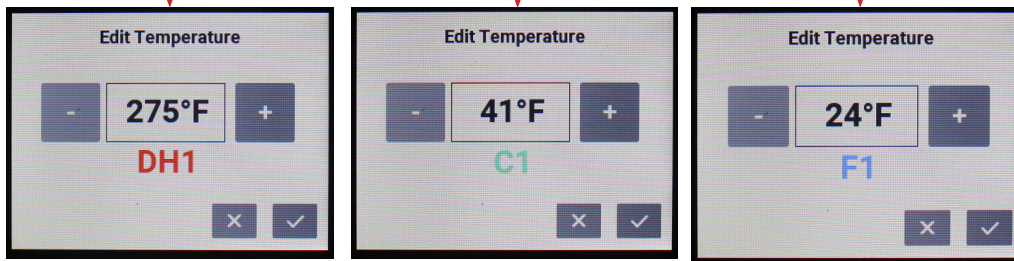 Edit Temperature
- 275°F +
DH1
Edit Temperature
- 41°F +
C1
Edit Temperature
- 24°F +
F1